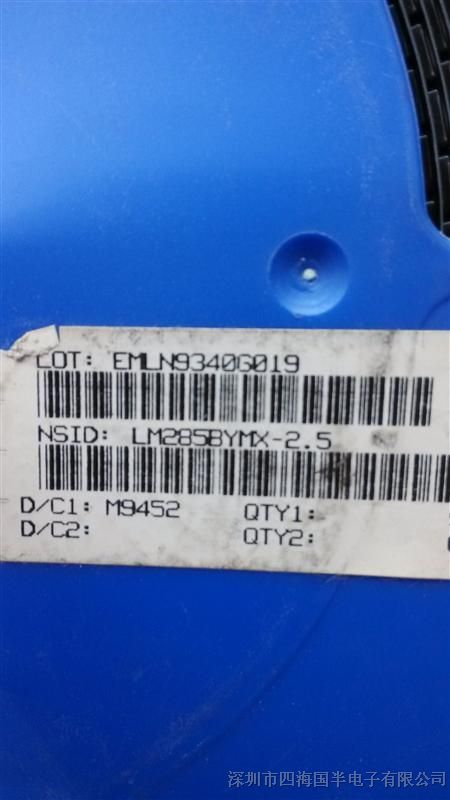 LOT: EMLN9340G019
NSID: LM285BYMX-2.5
D/C1: M9452 QTY1:
D/C2: QTY2:
深圳市四海国半电子有限公司